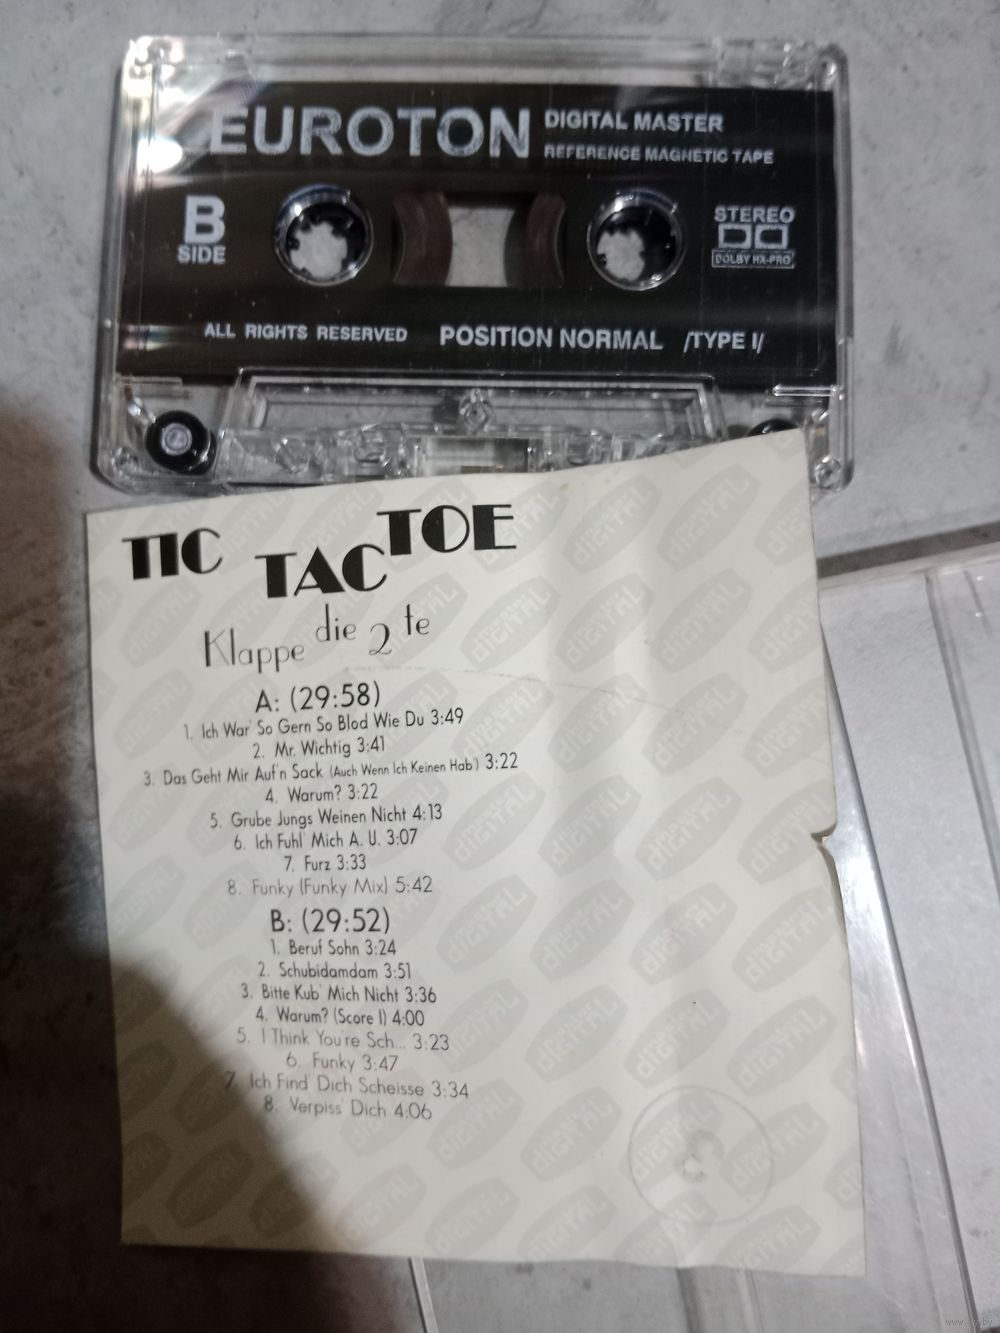 EUROTON
DIGITAL MASTER
REFERENCE MAGNETIC TAPE
B
SIDE
STEREO
DOLBY HX-PRO
ALL RIGHTS RESERVED POSITION NORMAL /TYPE I/
TIC TAC TOE
Klappe die 2 te
A: (29:58)
1. Ich War' So Gern So Blod Wie Du 3:49
2. Mr. Wichtig 3:41
3. Das Geht Mir Auf'n Sack (Auch Wenn Ich Keinen Hab') 3:22
4. Warum? 3:22
5. Grube Jungs Weinen Nicht 4:13
6. Ich Fuhl' Mich A. U. 3:07
7. Furz 3:33
8. Funky (Funky Mix) 5:42
B: (29:52)
1. Beruf Sohn 3:24
2. Schubidamdam 3:51
3. Bitte Kub' Mich Nicht 3:36
4. Warum? (Score I) 4:00
5. I Think You're Sch... 3:23
6. Funky 3:47
7. Ich Find' Dich Scheisse 3:34
8. Verpiss' Dich 4:06
DIGITAL